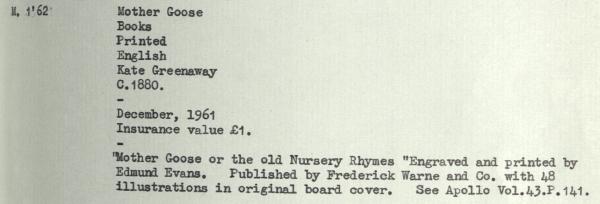 M. 1'62 Mother Goose
Books
Printed
English
Kate Greenaway
C.1880.
-
December, 1961
Insurance value £1.
-
"Mother Goose or the old Nursery Rhymes "Engraved and printed by
Edmund Evans. Published by Frederick Warne and Co. with 48
illustrations in original board cover. See Apollo Vol.43.P.141.